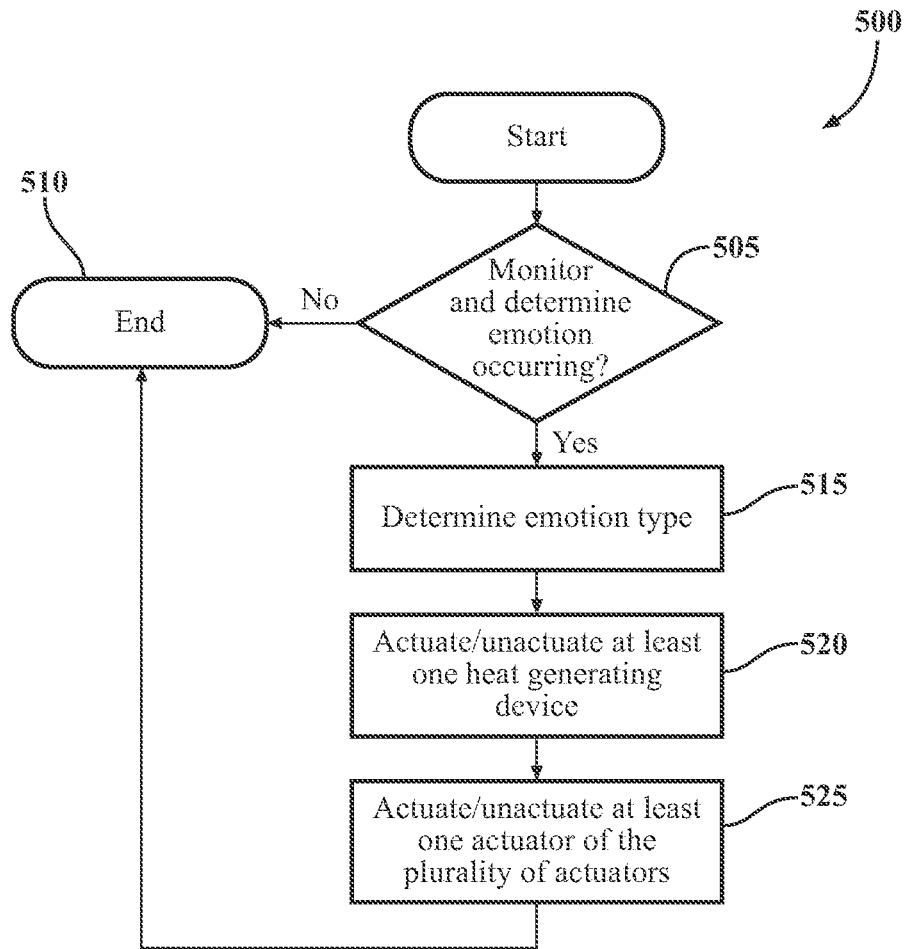 500
Start
510
505
Monitor
and determine
emotion
occurring?
No
End
Yes
515
Determine emotion type
520
Actuate/unactuate at least
one heat generating
device
525
Actuate/unactuate at least
one actuator of the
plurality of actuators